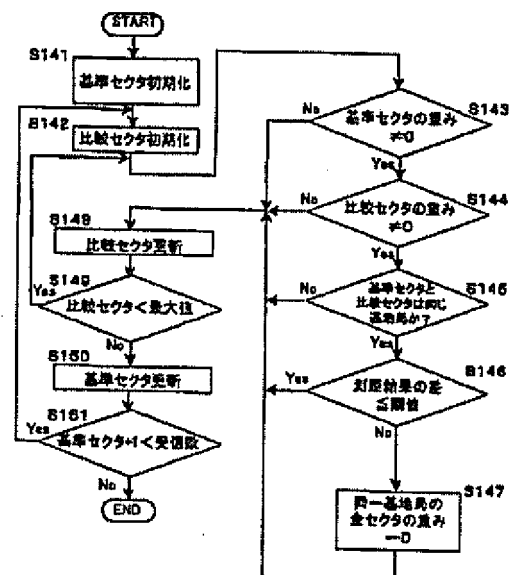 START
S141
基準セクタ初期化
S142
比較セクタ初期化
No
S143
基準セクタの重み
≠0
Yes
No
S144
比較セクタの重み
≠0
Yes
No
S145
基準セクタと
比較セクタは同じ
基地局か?
Yes
Yes
S146
の差
≦閾値
No
S147
同一基地局の
全セクタの重み
=0
S149
比較セクタ更新
S149
Yes
比較セクタ<最大値
No
S150
基準セクタ更新
S151
Yes
基準セクタ+1<受信数
No
END